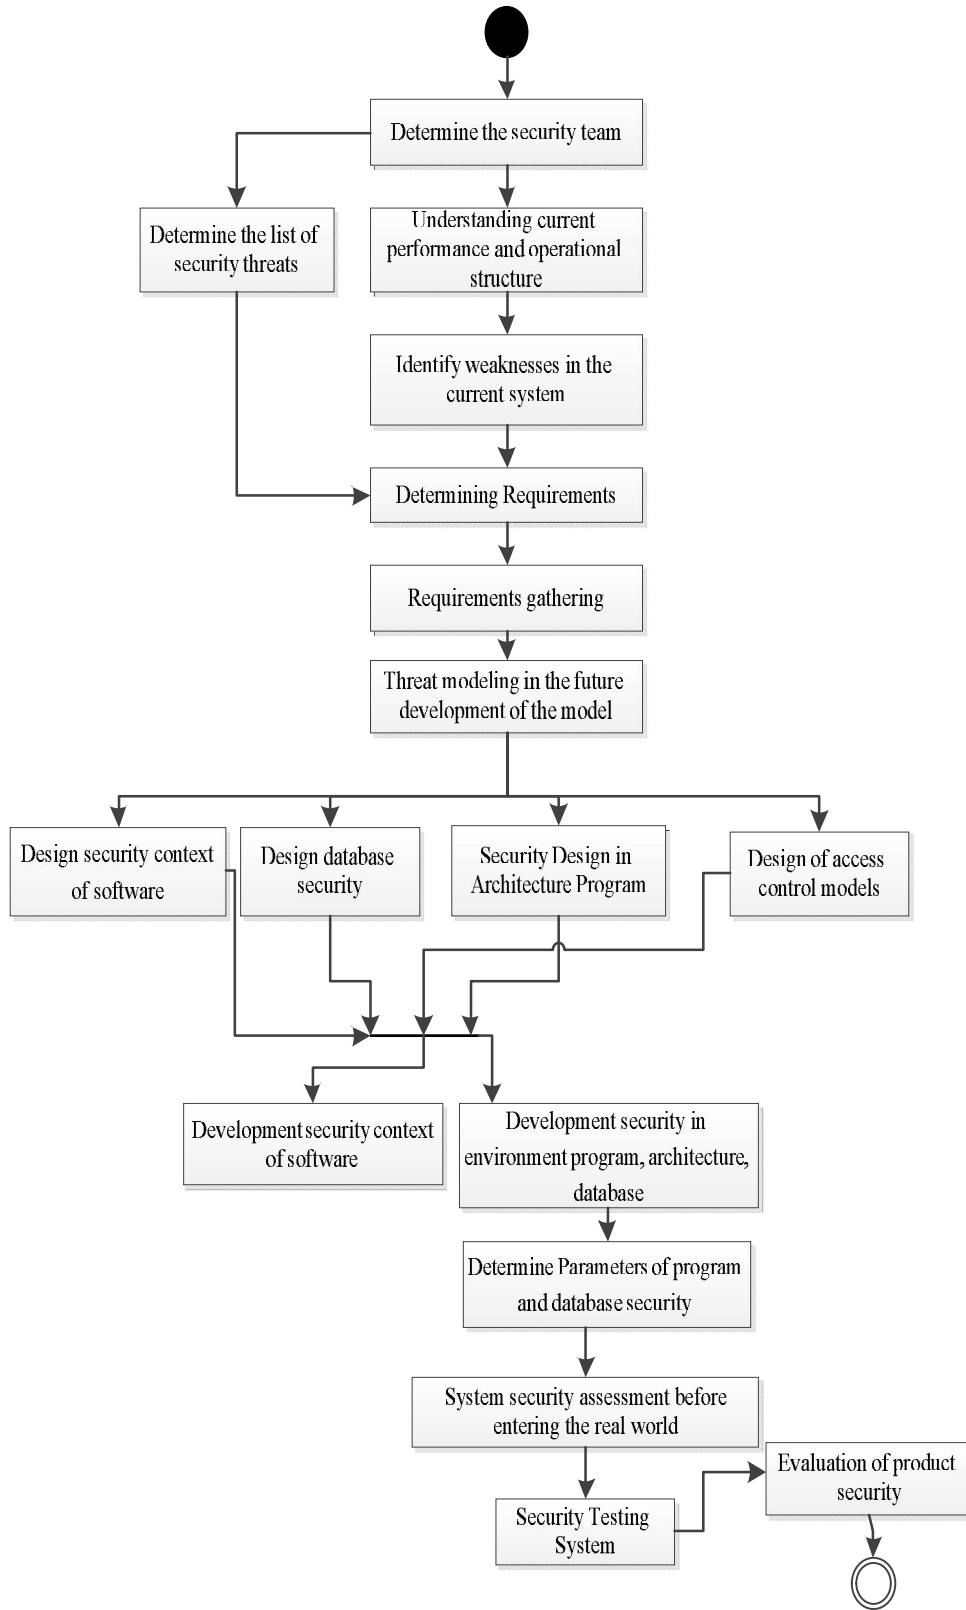 Determine the security team
Determine the list of
security threats
Understanding current
performance and operational
structure
Identify weaknesses in the
current system
Determining Requirements
Requirements gathering
Threat modeling in the future
development of the model
Design security context
of software
Design database
security
Security Design in
Architecture Program
Design of access
control models
Development security context
of software
Development security in
environment program, architecture,
database
Determine Parameters of program
and database security
System security assessment before
entering the real world
Evaluation of product
security
Security Testing
System